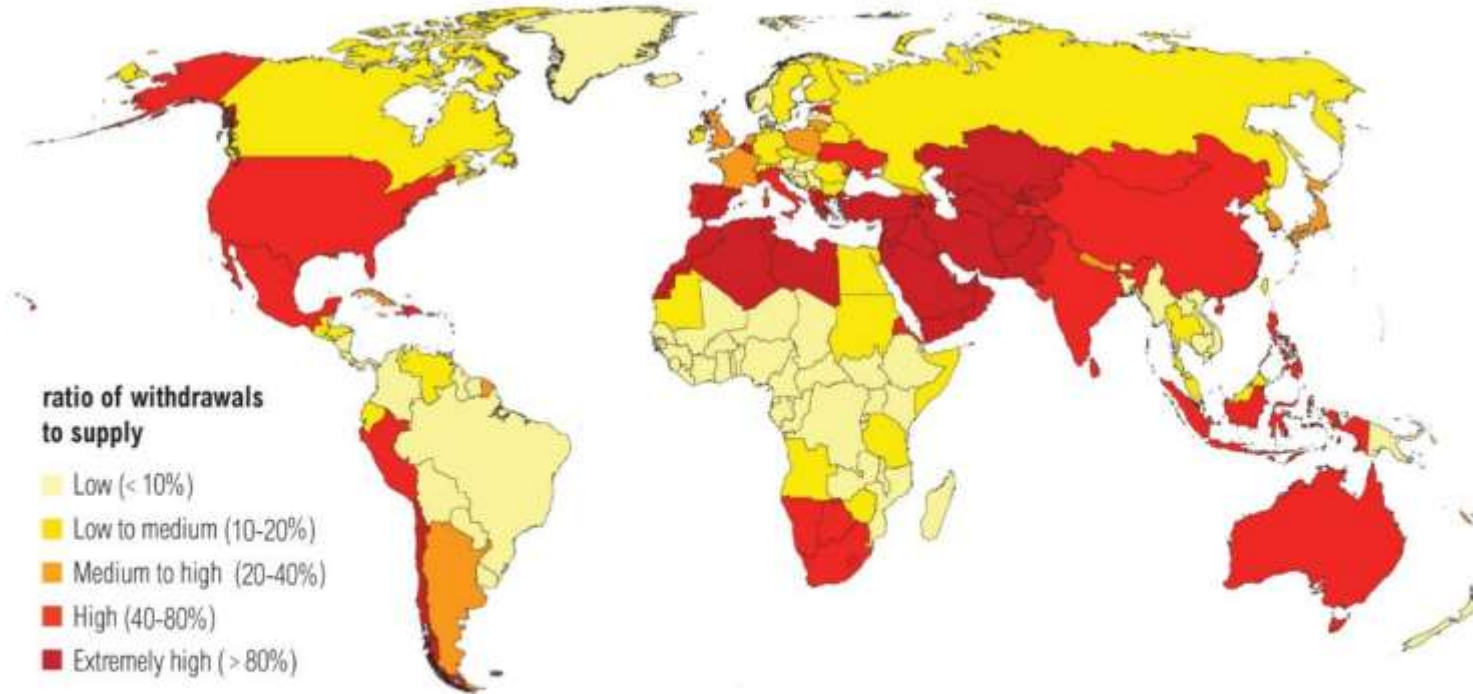 ratio of withdrawals
to supply
Low (< 10%)
Low to medium (10-20%)
Medium to high (20-40%)
High (40-80%)
Extremely high (> 80%)